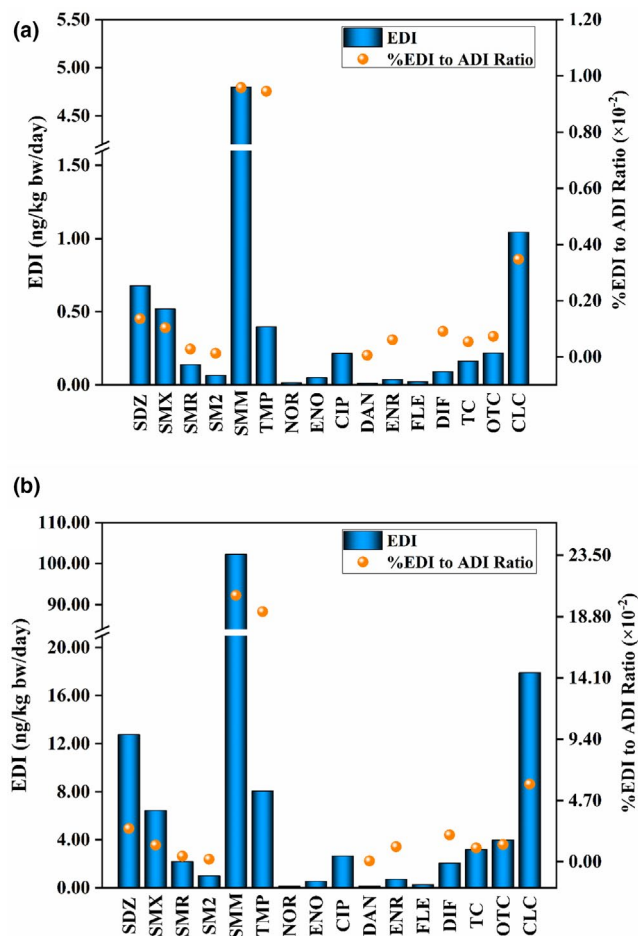 (a)
EDI
%EDI to ADI Ratio
5.50
5.00
4.50
1.50
1.00
0.50
0.00
EDI (ng/kg bw/day)
1.20
1.00
0.80
0.40
0.20
0.00
%EDI to ADI Ratio (×10⁻²)
SDZ SMX SMR SM2 SMM TMP NOR ENO CIP DAN ENR FLE DIF TC OTC CLC
(b)
EDI
%EDI to ADI Ratio
110.00
100.00
90.00
20.00
16.00
12.00
8.00
4.00
0.00
EDI (ng/kg bw/day)
23.50
18.80
14.10
9.40
4.70
0.00
%EDI to ADI Ratio (×10⁻²)
SDZ SMX SMR SM2 SMM TMP NOR ENO CIP DAN ENR FLE DIF TC OTC CLC